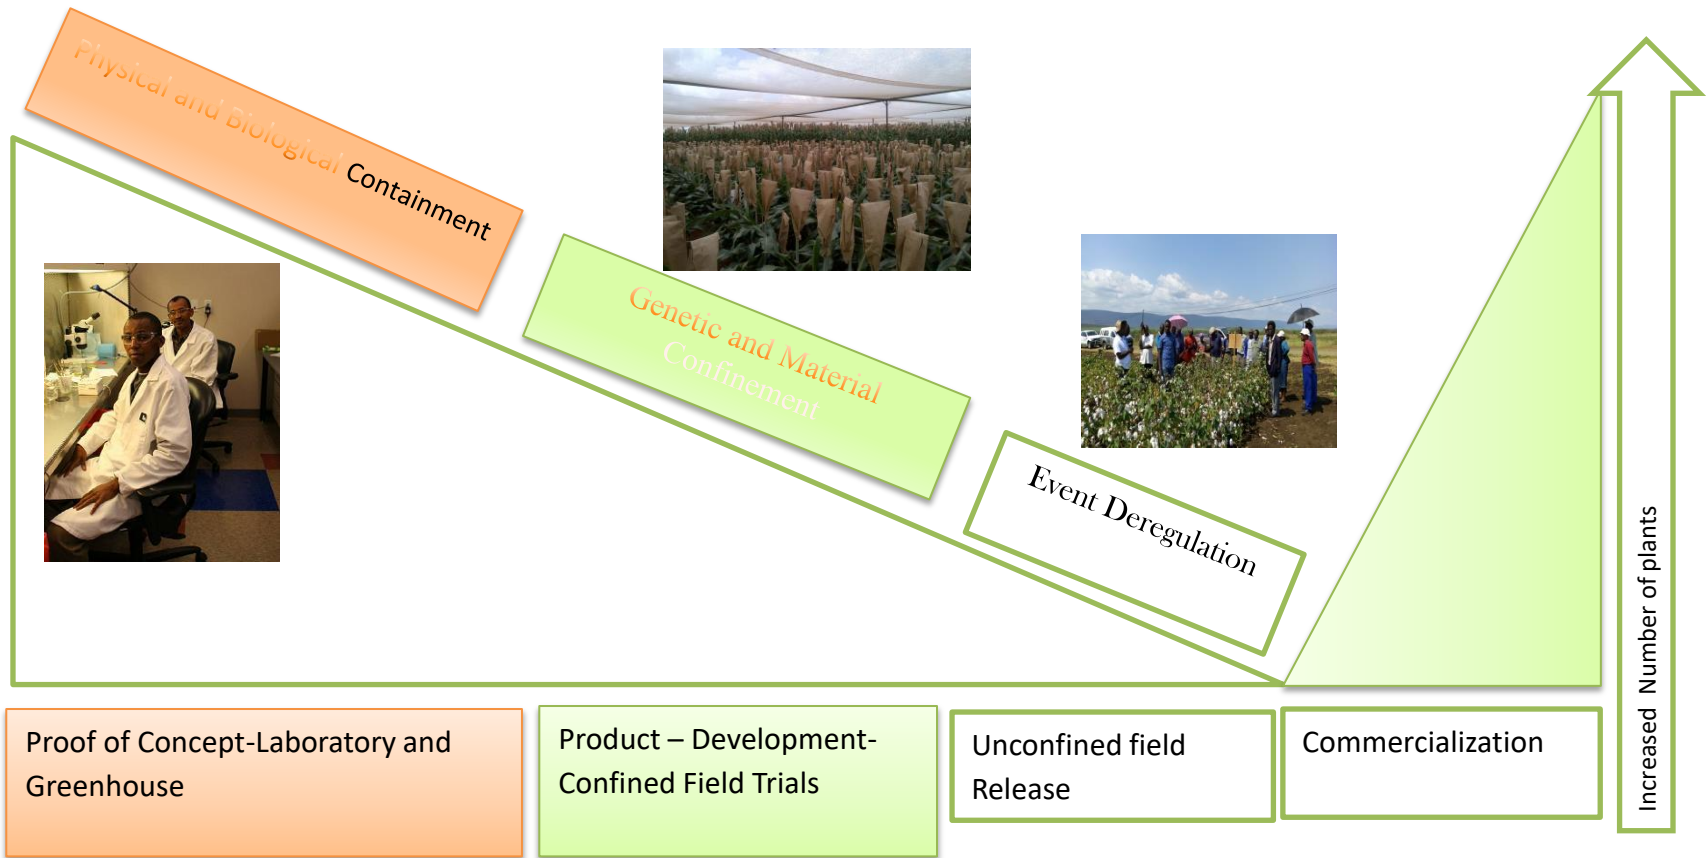 Physical and Biological Containment
Genetic and Material
Confinement
Event Deregulation
Increased Number of plants
Proof of Concept-Laboratory and
Greenhouse
Product – Development-
Confined Field Trials
Unconfined field
Release
Commercialization